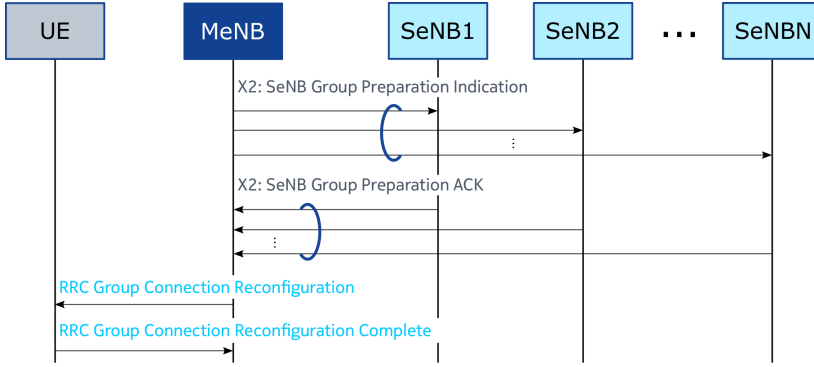 UE MeNB SeNB1 SeNB2 ... SeNBN
X2: SeNB Group Preparation Indication
...
X2: SeNB Group Preparation ACK
...
RRC Group Connection Reconfiguration
RRC Group Connection Reconfiguration Complete